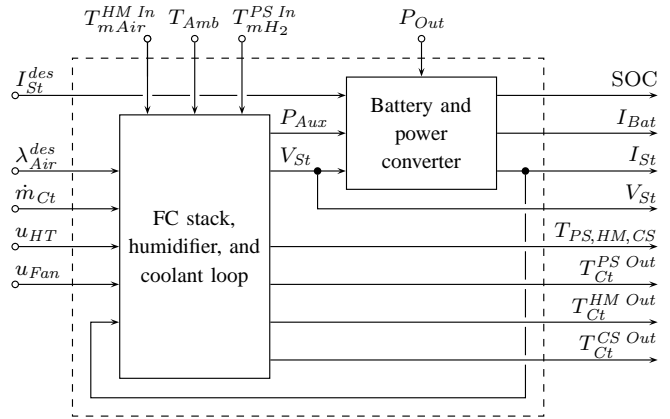 T_{mAir}^{HM In} T_{Amb} T_{mH_2}^{PS In} P_{Out}
I_{St}^{des} SOC
Battery and
power
converter
P_{Aux} I_{Bat}
λ_{Air}^{des} V_{St} I_{St}
ṁ_{Ct} V_{St}
FC stack,
humidifier, and
coolant loop
u_{HT} T_{PS,HM,CS}
u_{Fan} T_{Ct}^{PS Out}
T_{Ct}^{HM Out}
T_{Ct}^{CS Out}